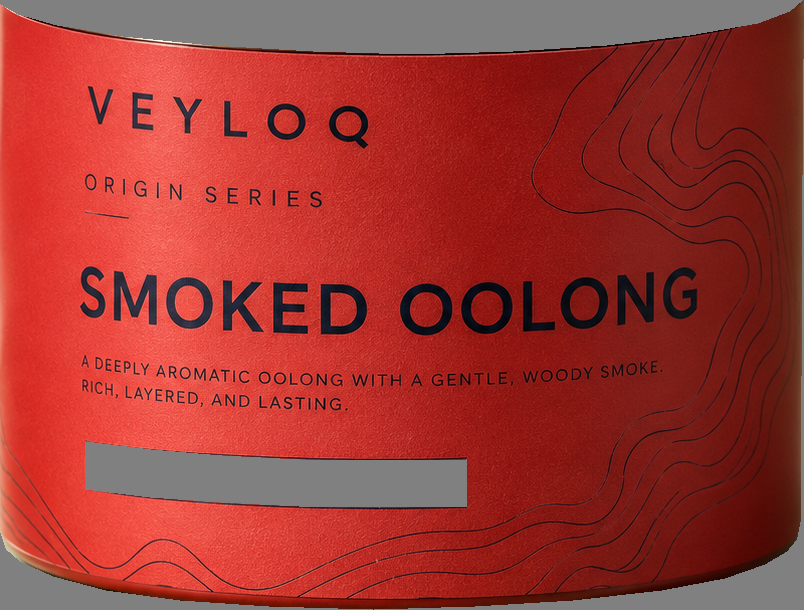 VEYLOQ
ORIGIN SERIES
SMOKED OOLONG
A DEEPLY AROMATIC OOLONG WITH A GENTLE, WOODY SMOKE.
RICH, LAYERED, AND LASTING.